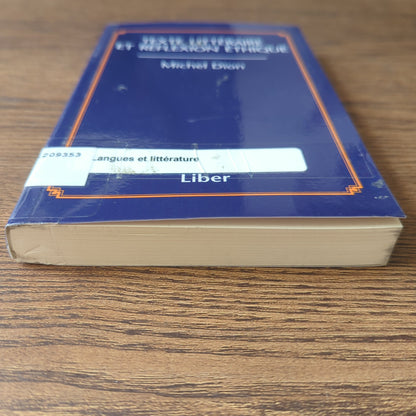 TEXTE LITTÉRAIRE
ET RÉFLEXION ÉTHIQUE
Michel Dion
209353
Langues et littérature
Liber